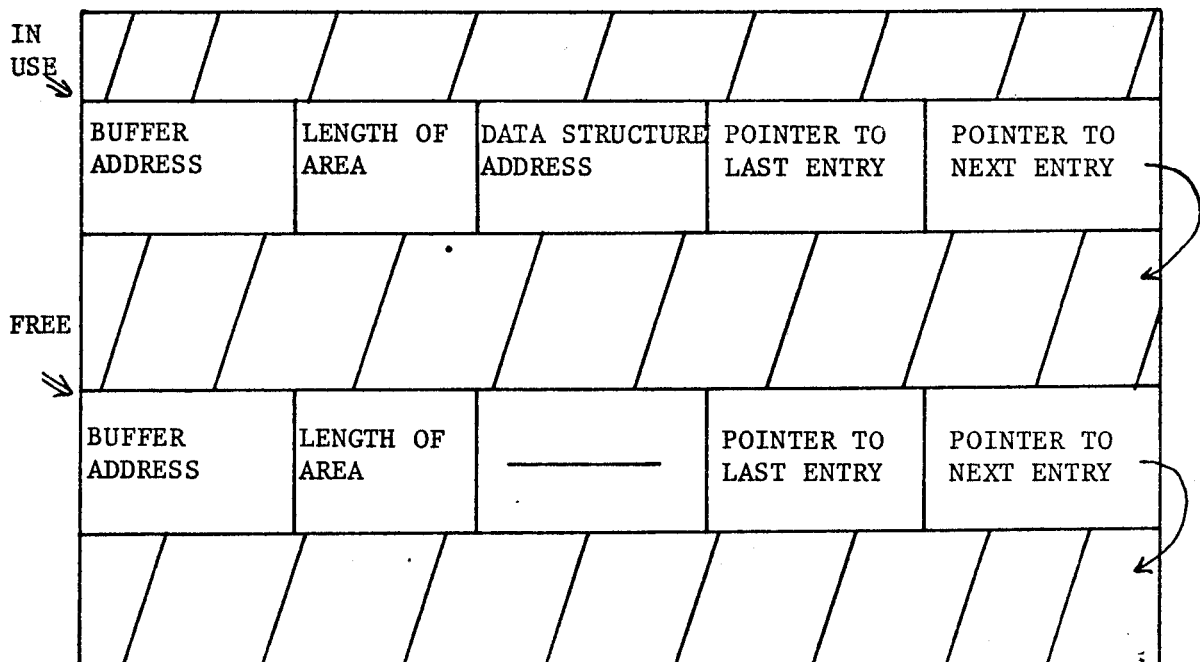 IN
USE
BUFFER
ADDRESS
LENGTH OF
AREA
DATA STRUCTURE
ADDRESS
POINTER TO
LAST ENTRY
POINTER TO
NEXT ENTRY
FREE
BUFFER
ADDRESS
LENGTH OF
AREA
POINTER TO
LAST ENTRY
POINTER TO
NEXT ENTRY